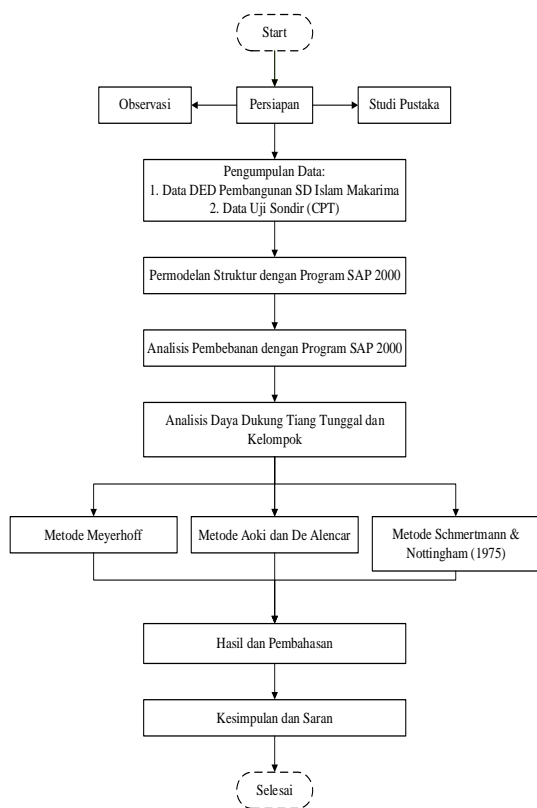 Start
Observasi
Persiapan
Studi Pustaka
Pengumpulan Data:
1. Data DED Pembangunan SD Islam Makarima
2. Data Uji Sondir (CPT)
Permodelan Struktur dengan Program SAP 2000
Analisis Pembebanan dengan Program SAP 2000
Analisis Daya Dukung Tiang Tunggal dan
Kelompok
Metode Meyerhoff
Metode Aoki dan De Alencar
Metode Schmertmann &
Nottingham (1975)
Hasil dan Pembahasan
Kesimpulan dan Saran
Selesai